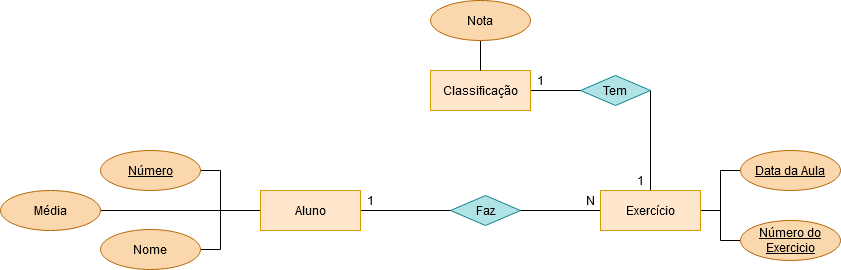 Nota
Classificação
1
Tem
Número
Data da Aula
1
Média
Aluno
1
Faz
N
Exercício
Nome
Número do
Exercicio